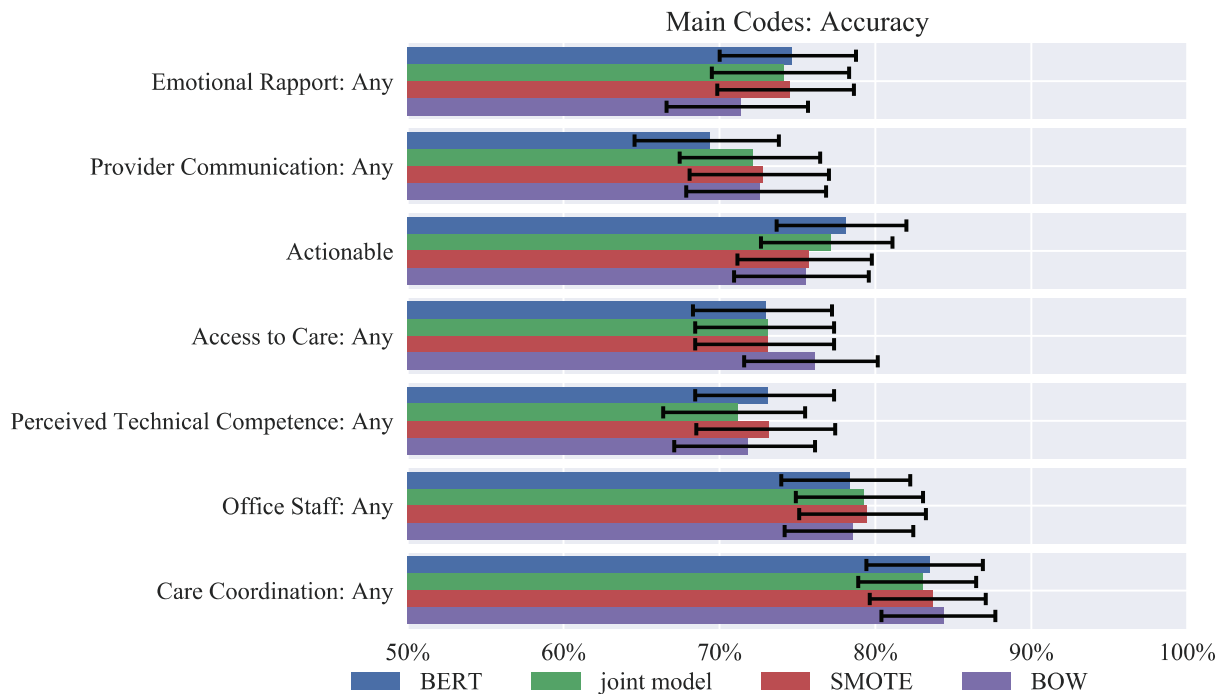 Main Codes: Accuracy
Emotional Rapport: Any
Provider Communication: Any
Actionable
Access to Care: Any
Perceived Technical Competence: Any
Office Staff: Any
Care Coordination: Any
50% 60% 70% 80% 90% 100%
BERT joint model SMOTE BOW